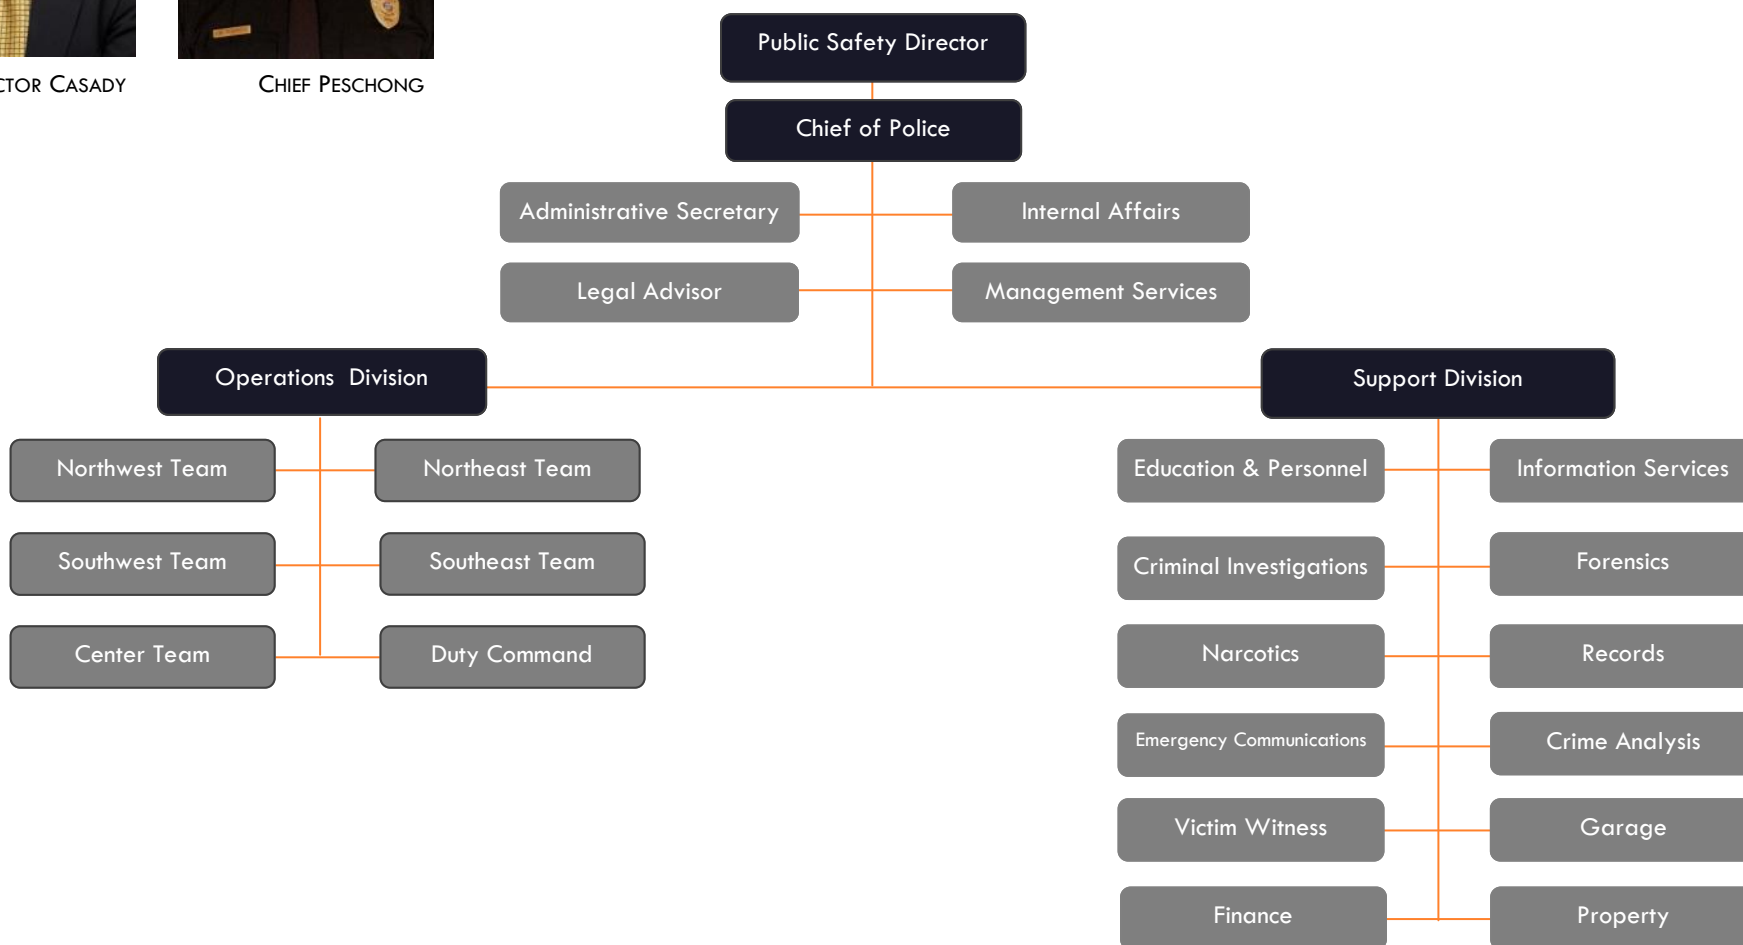 Public Safety Director
CTOR CASADY
CHIEF PESCHONG
Chief of Police
Administrative Secretary
Internal Affairs
Legal Advisor
Management Services
Operations Division
Support Division
Northwest Team
Northeast Team
Southwest Team
Southeast Team
Center Team
Duty Command
Education & Personnel
Information Services
Criminal Investigations
Forensics
Narcotics
Records
Emergency Communications
Crime Analysis
Victim Witness
Garage
Finance
Property